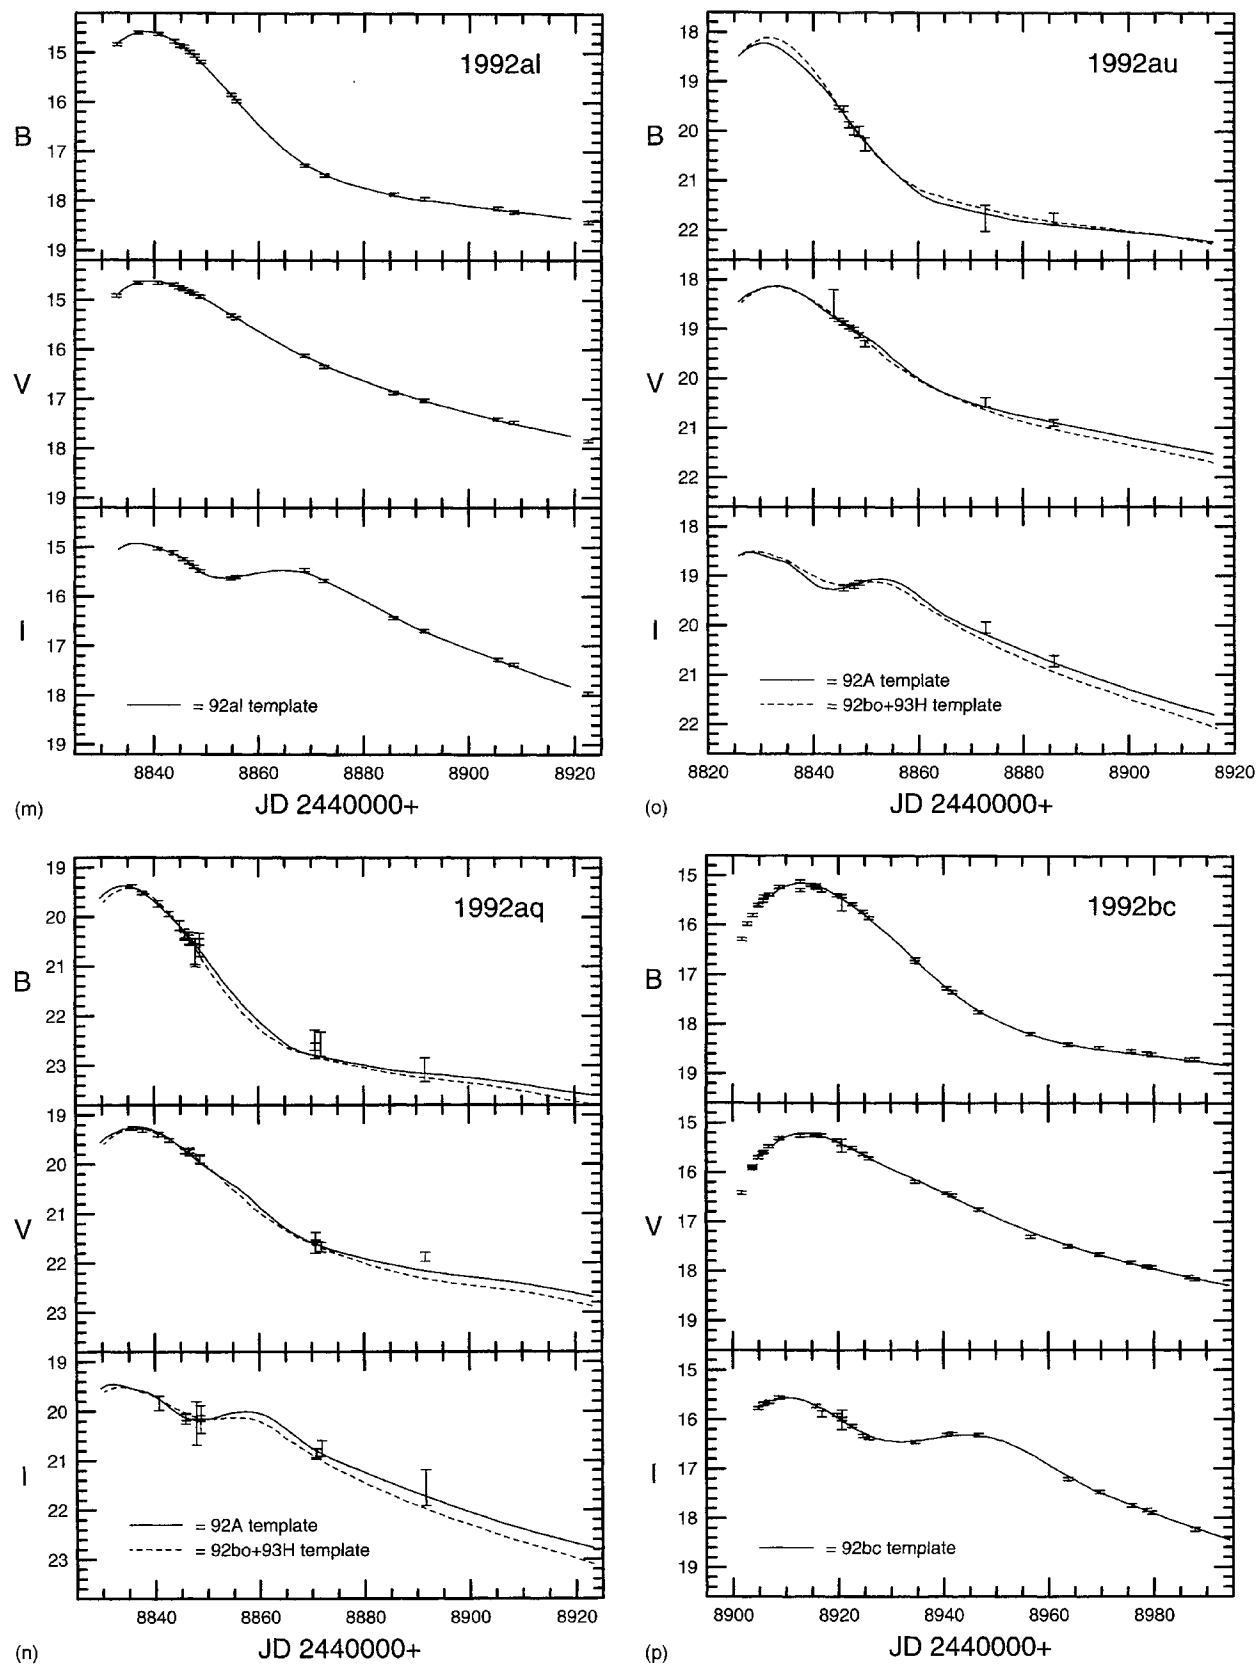 1992al
B
15
16
17
18
19
V
15
16
17
18
19
I
15
16
17
18
19
= 92al template
8840 8860 8880 8900 8920
(m) JD 2440000+
1992au
B
18
19
20
21
22
V
18
19
20
21
22
I
18
19
20
21
22
= 92A template
= 92bo+93H template
8820 8840 8860 8880 8900 8920
(o) JD 2440000+
1992aq
B
19
20
21
22
23
V
19
20
21
22
23
I
19
20
21
22
23
= 92A template
= 92bo+93H template
8840 8860 8880 8900 8920
(n) JD 2440000+
1992bc
B
15
16
17
18
19
V
15
16
17
18
19
I
15
16
17
18
19
= 92bc template
8900 8920 8940 8960 8980
(p) JD 2440000+